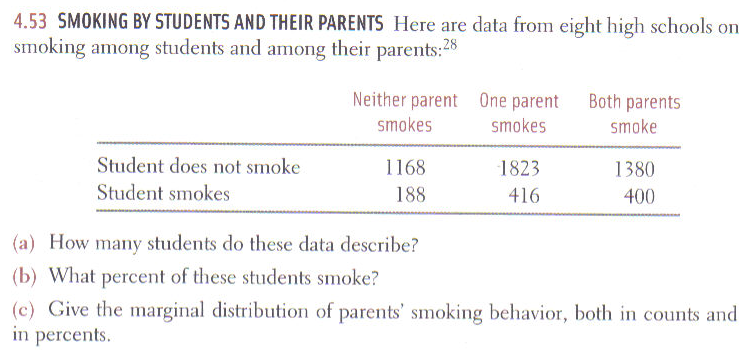 4.53 SMOKING BY STUDENTS AND THEIR PARENTS Here are data from eight high schools on
smoking among students and among their parents:28
Neither parent One parent Both parents
smokes smokes smoke
Student does not smoke 1168 1823 1380
Student smokes 188 416 400
(a) How many students do these data describe?
(b) What percent of these students smoke?
(c) Give the marginal distribution of parents' smoking behavior, both in counts and
in percents.